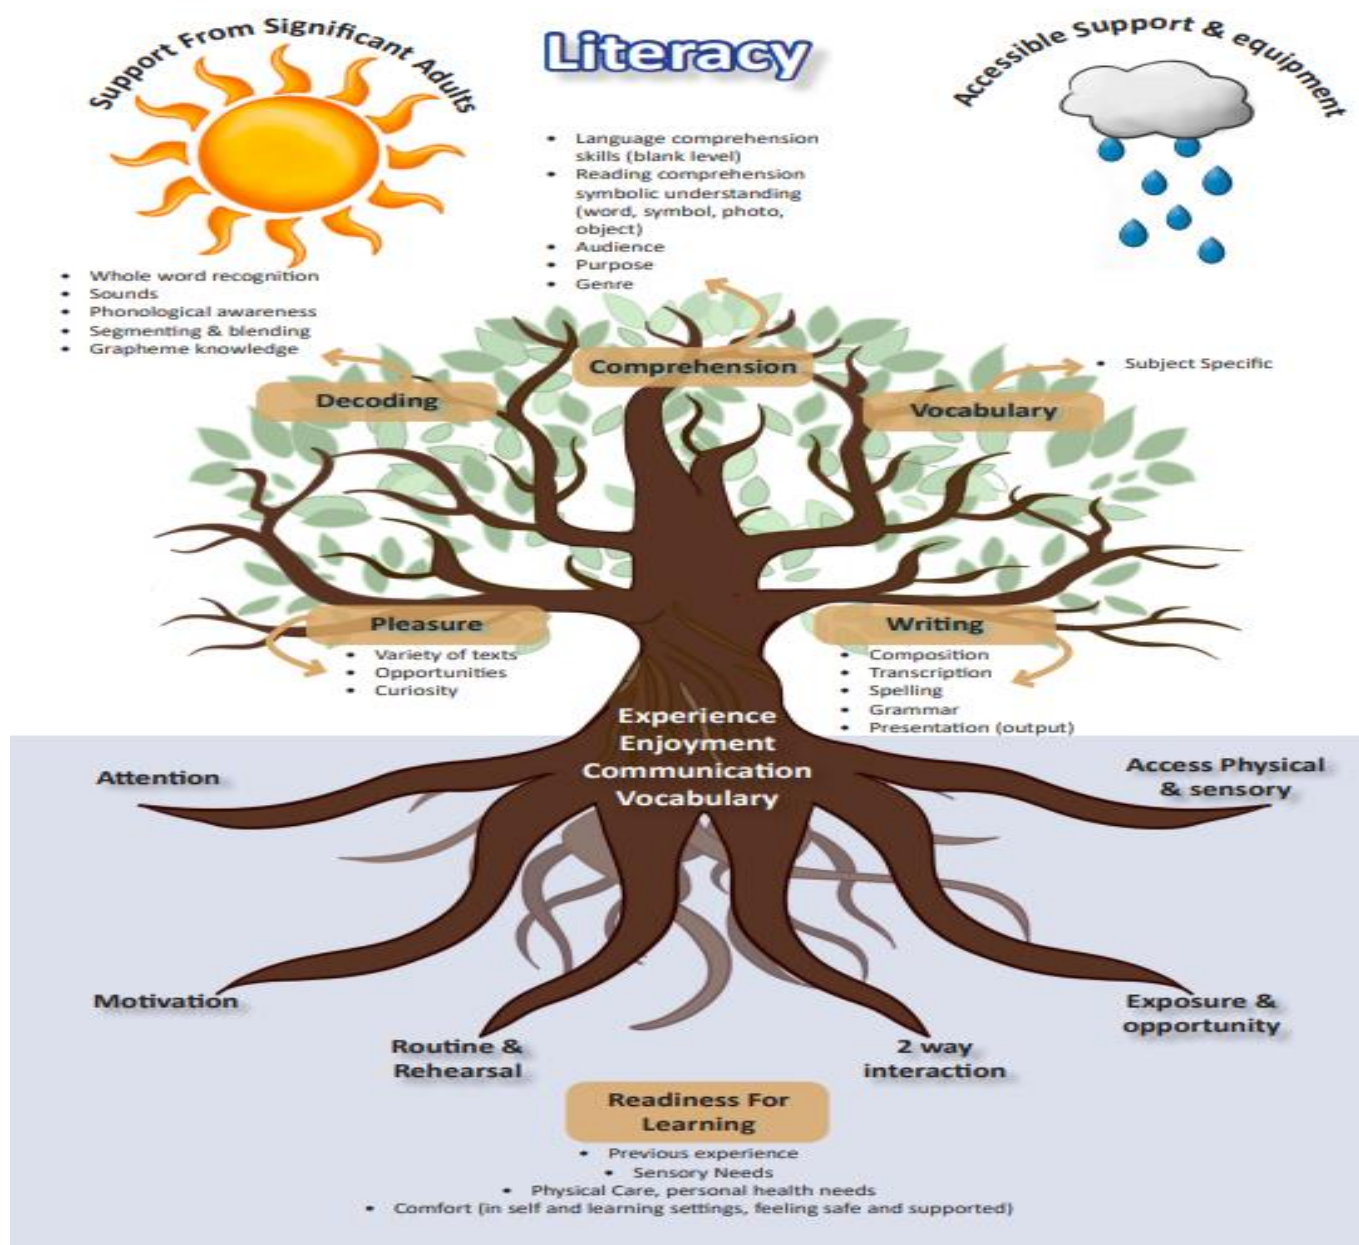 Support From Significant Adults
Literacy
Accessible Support & equipment
• Language comprehension
skills (blank level)
• Reading comprehension
symbolic understanding
(word, symbol, photo,
object)
• Audience
• Purpose
• Genre
• Whole word recognition
• Sounds
• Phonological awareness
• Segmenting & blending
• Grapheme knowledge
Comprehension
• Subject Specific
Decoding
Vocabulary
Pleasure
• Variety of texts
• Opportunities
• Curiosity
Writing
• Composition
• Transcription
• Spelling
• Grammar
• Presentation (output)
Experience
Enjoyment
Communication
Vocabulary
Attention
Access Physical
& sensory
Motivation
Exposure &
opportunity
Routine &
Rehearsal
2 way
interaction
Readiness For
Learning
• Previous experience
• Sensory Needs
• Physical Care, personal health needs
• Comfort (in self and learning settings, feeling safe and supported)